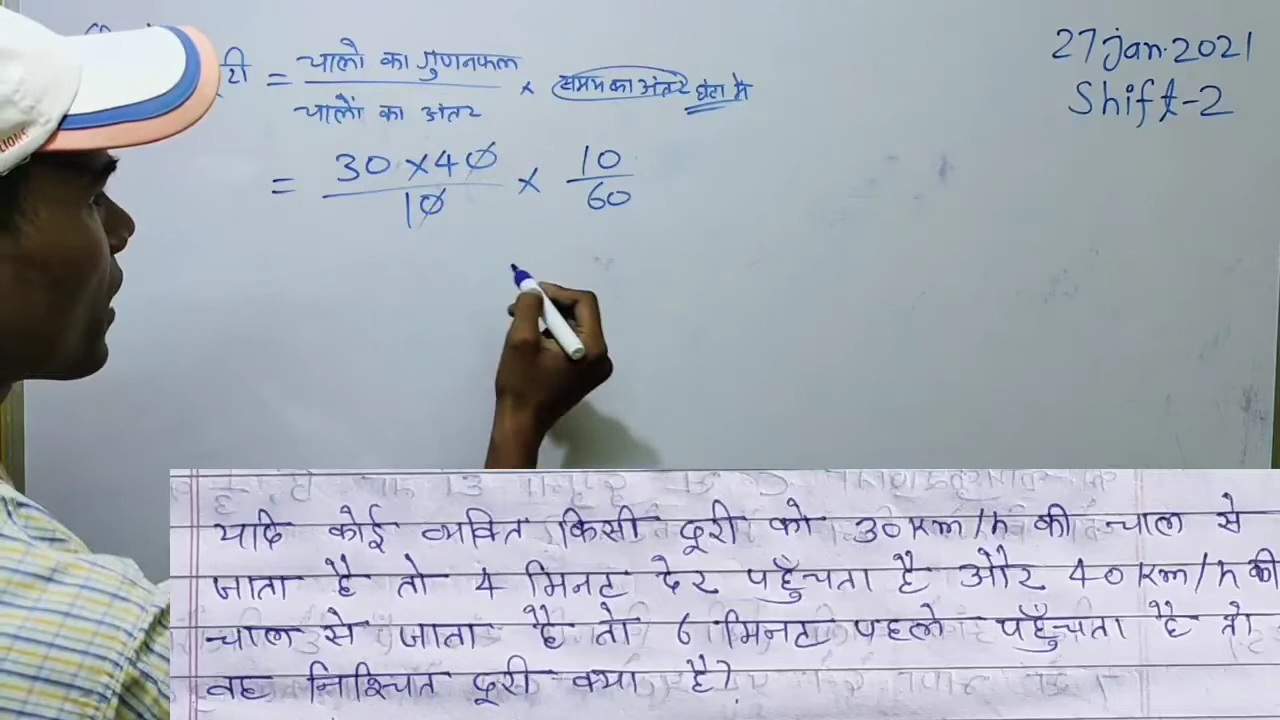 टी = चालो का गुणनफल / चालों का अंतर × समय का अंतर घंटा मे
27 Jan. 2021
Shift-2
= 30 × 40 / 10 × 10 / 60
LIONS
यदि कोई व्यक्ति किसी दूरी को 30 km/h की चाल से
जाता है तो 4 मिनट देर पहुँचता है और 40 km/h की
चाल से जाता है तो 6 मिनट पहले पहुँचता है तो
वह निश्चित दूरी क्या है?